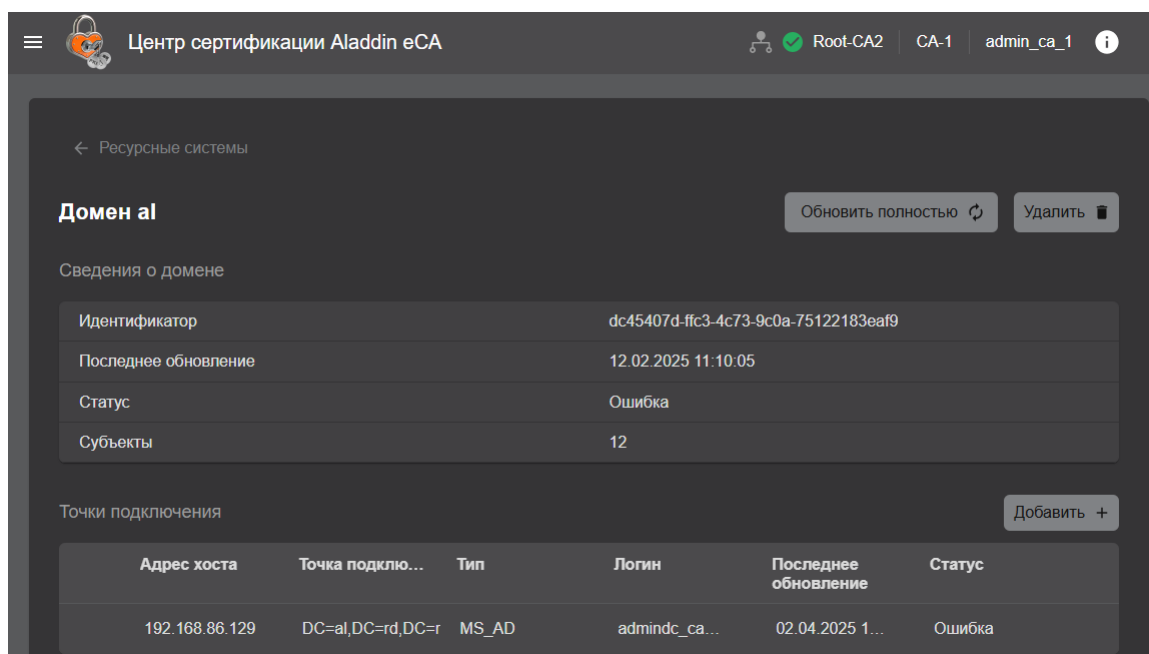 Центр сертификации Aladdin eCA
Root-CA2 CA-1 admin_ca_1
Ресурсные системы
Домен al
Обновить полностью
Удалить
Сведения о домене
Идентификатор dc45407d-ffc3-4c73-9c0a-75122183eaf9
Последнее обновление 12.02.2025 11:10:05
Статус Ошибка
Субъекты 12
Точки подключения
Добавить +
Адрес хоста Точка подклю... Тип Логин Последнее обновление Статус
192.168.86.129 DC=al,DC=rd,DC=r MS_AD admindc_ca... 02.04.2025 1... Ошибка